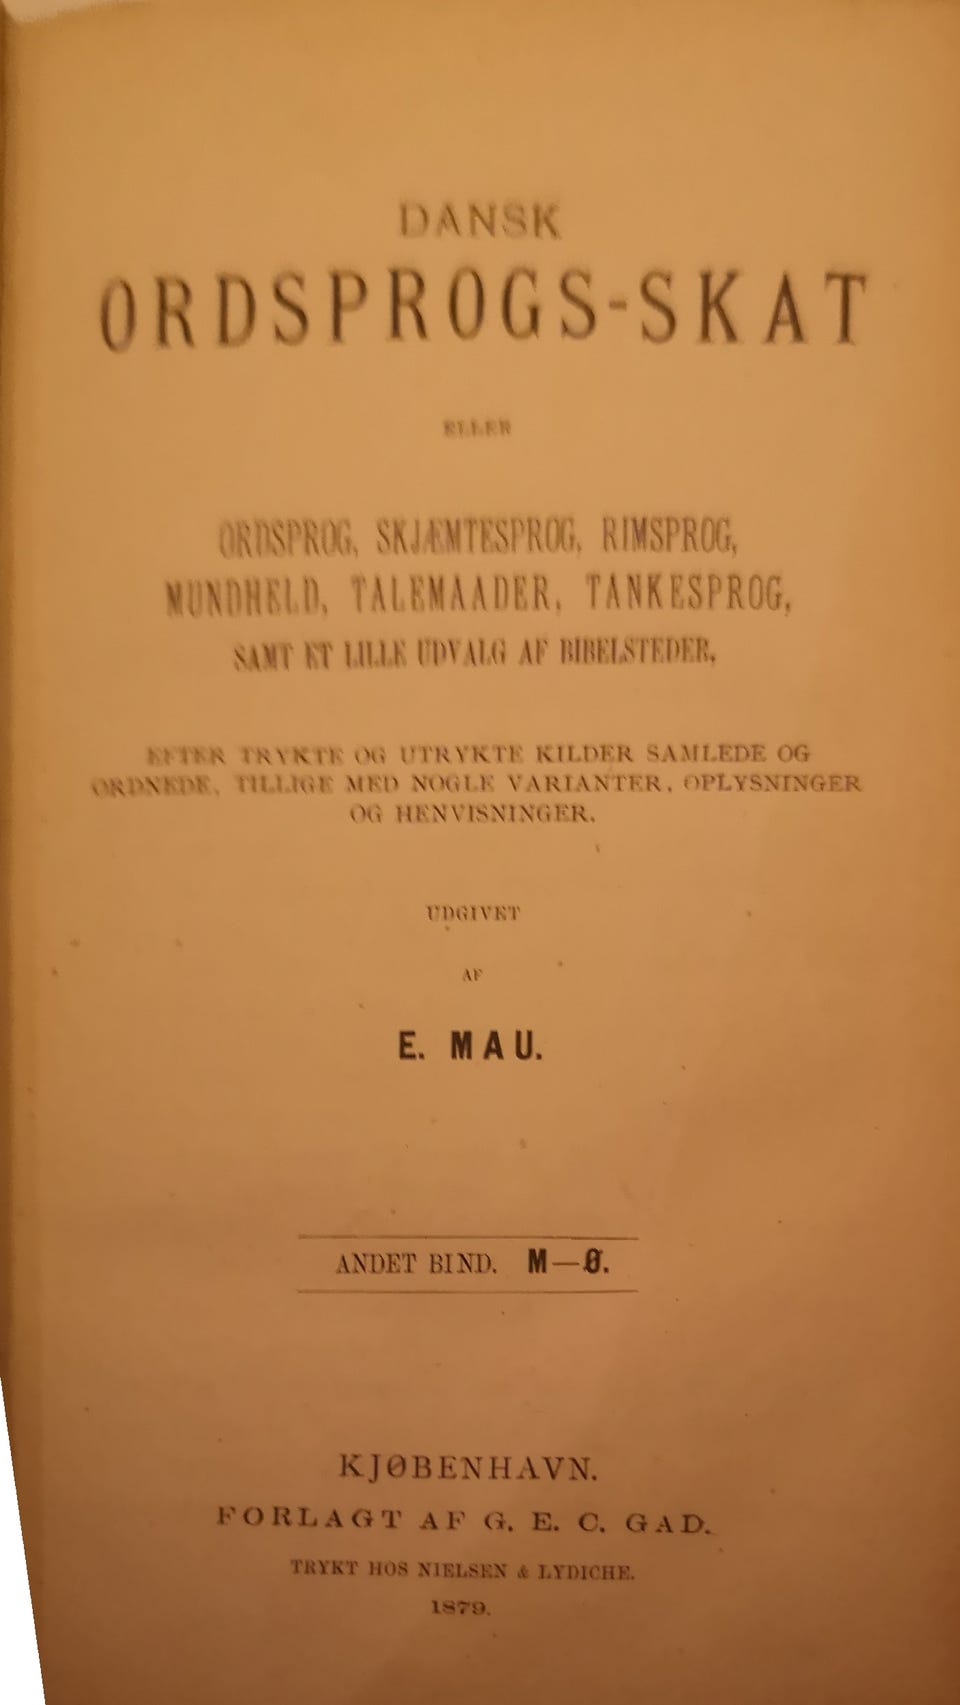 DANSK
ORDSPROGS-SKAT
ELLER
ORDSPROG, SKJÆMTESPROG, RIMSPROG,
MUNDHELD, TALEMAADER, TANKESPROG,
SAMT ET LILLE UDVALG AF BIBELSTEDER,
EFTER TRYKTE OG UTRYKTE KILDER SAMLEDE OG
ORDNEDE, TILLIGE MED NOGLE VARIANTER, OPLYSNINGER
OG HENVISNINGER.
UDGIVET
AF
E. MAU.
ANDET BIND. M—Ø.
KJØBENHAVN.
FORLAGT AF G. E. C. GAD.
TRYKT HOS NIELSEN & LYDICHE.
1879.